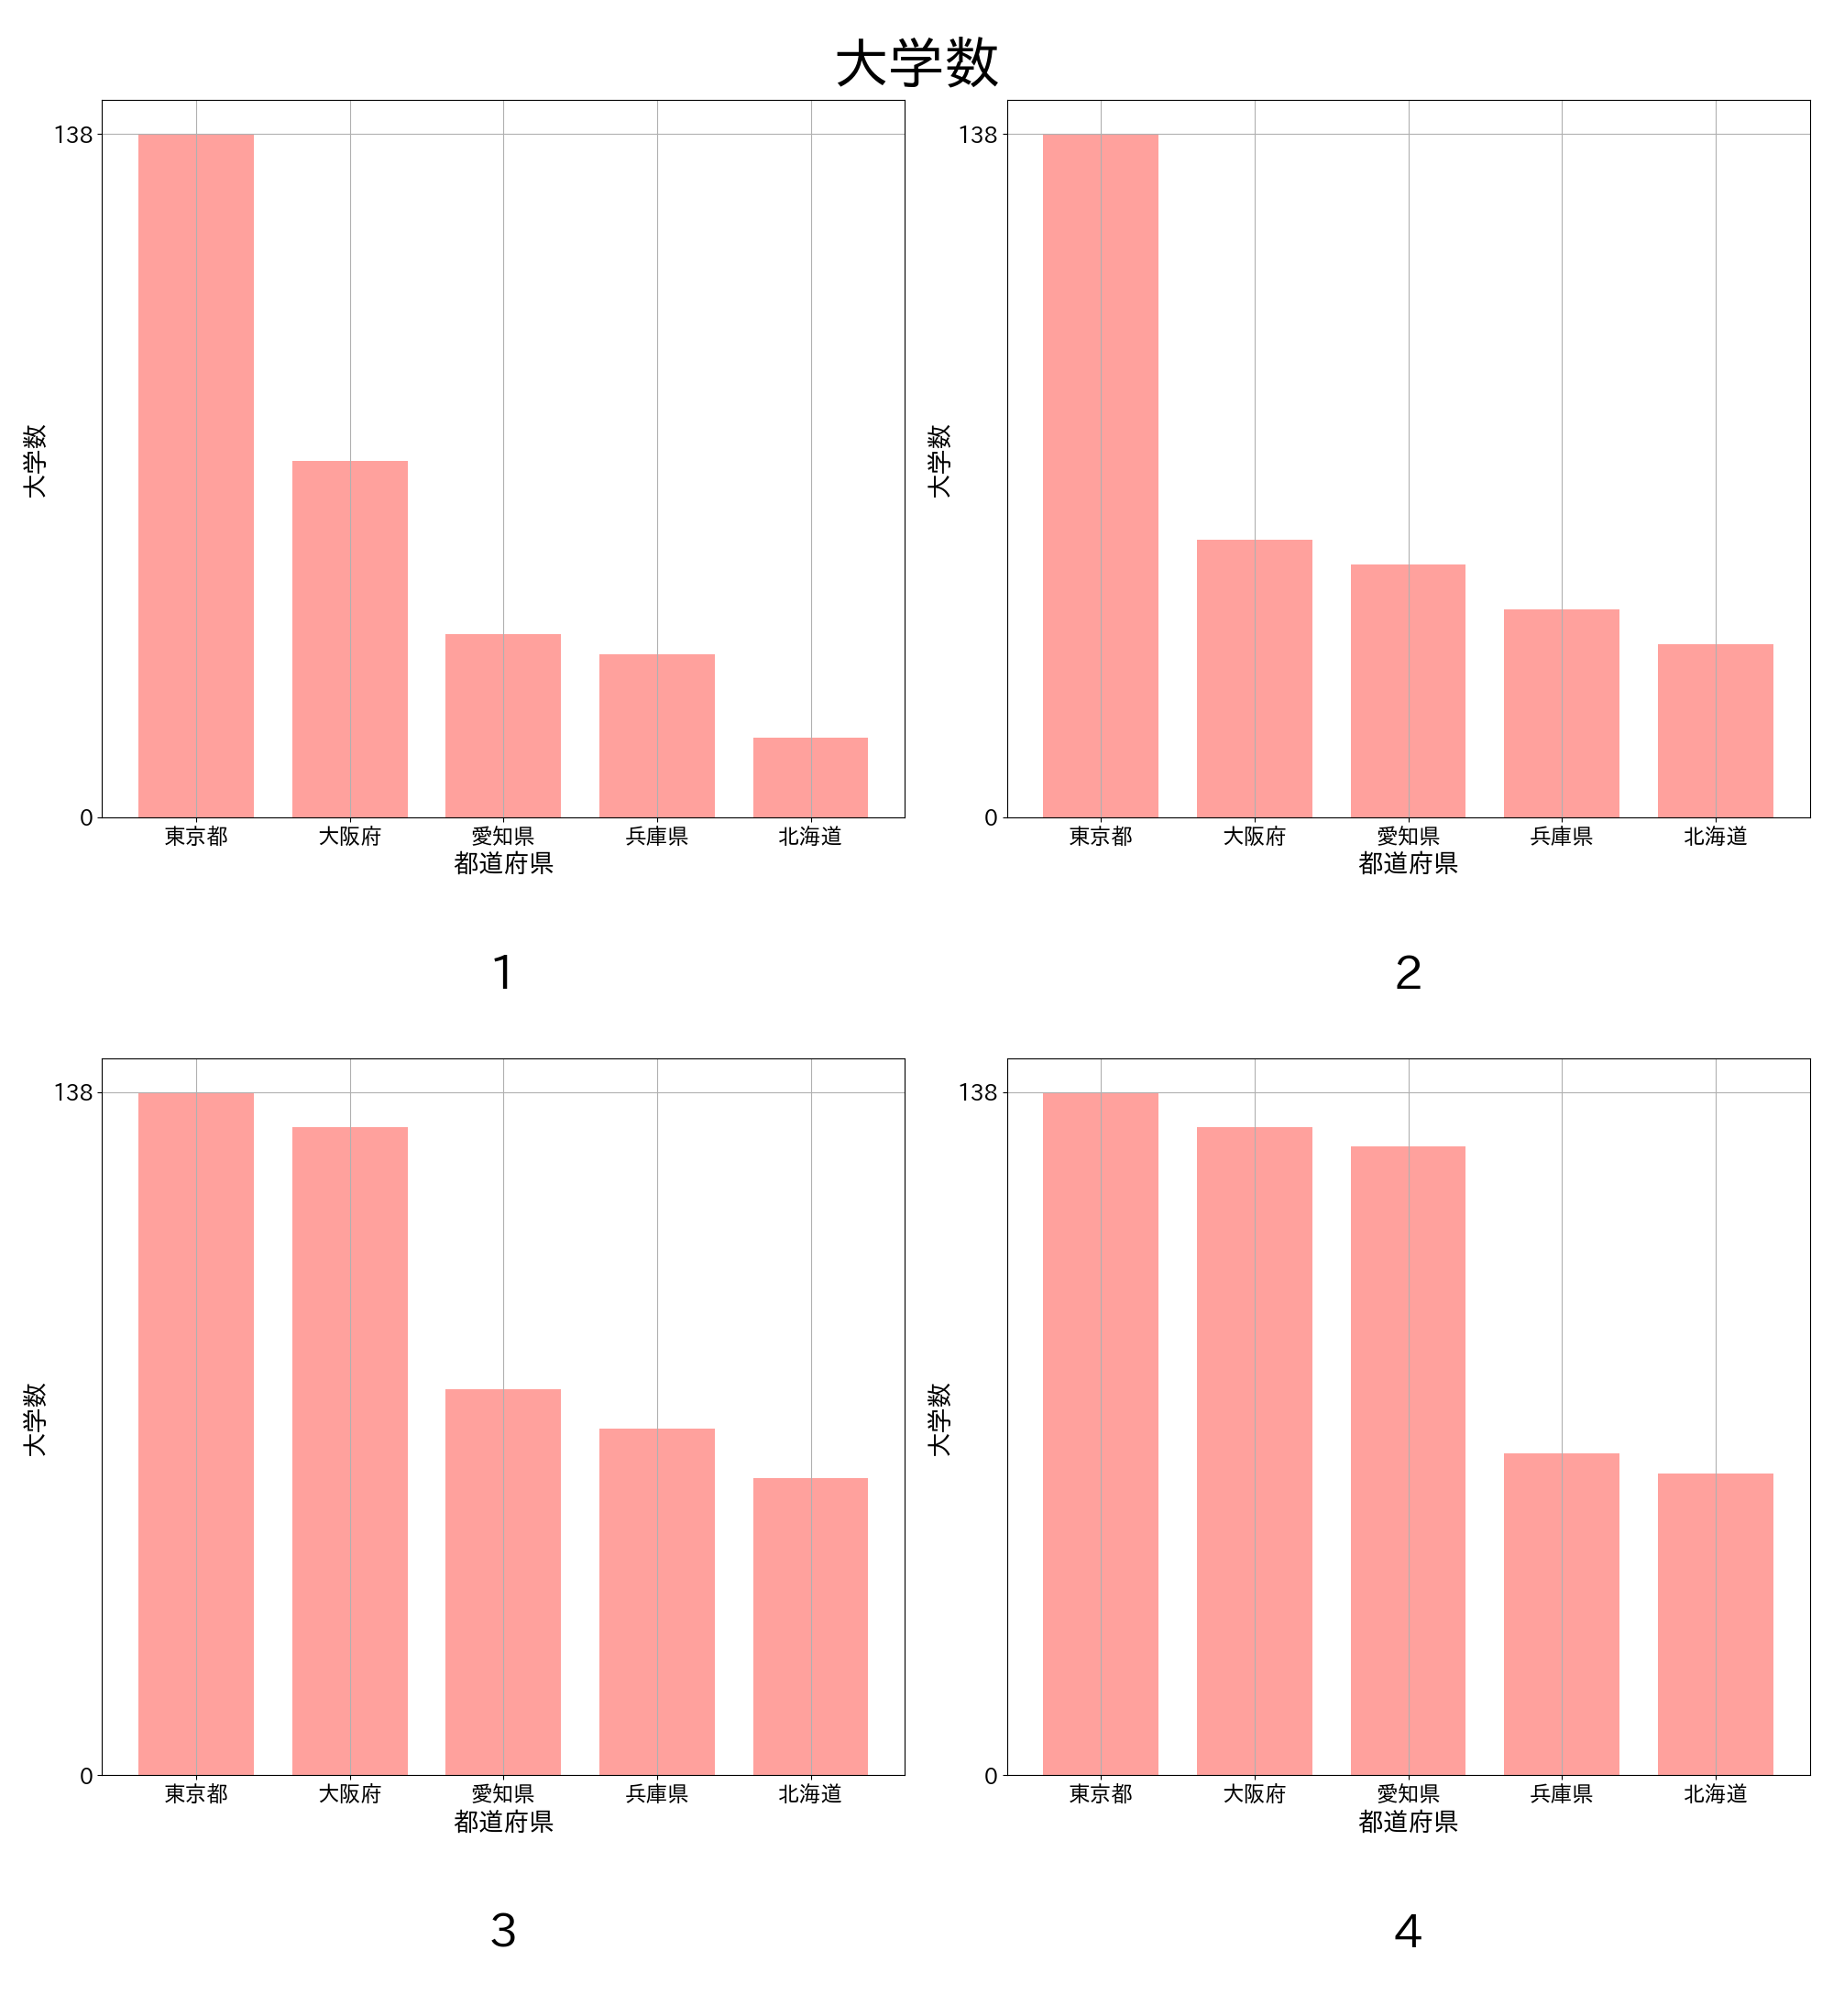 大学数
138
0
大学数
東京都 大阪府 愛知県 兵庫県 北海道
都道府県
1
138
0
大学数
東京都 大阪府 愛知県 兵庫県 北海道
都道府県
2
138
0
大学数
東京都 大阪府 愛知県 兵庫県 北海道
都道府県
3
138
0
大学数
東京都 大阪府 愛知県 兵庫県 北海道
都道府県
4